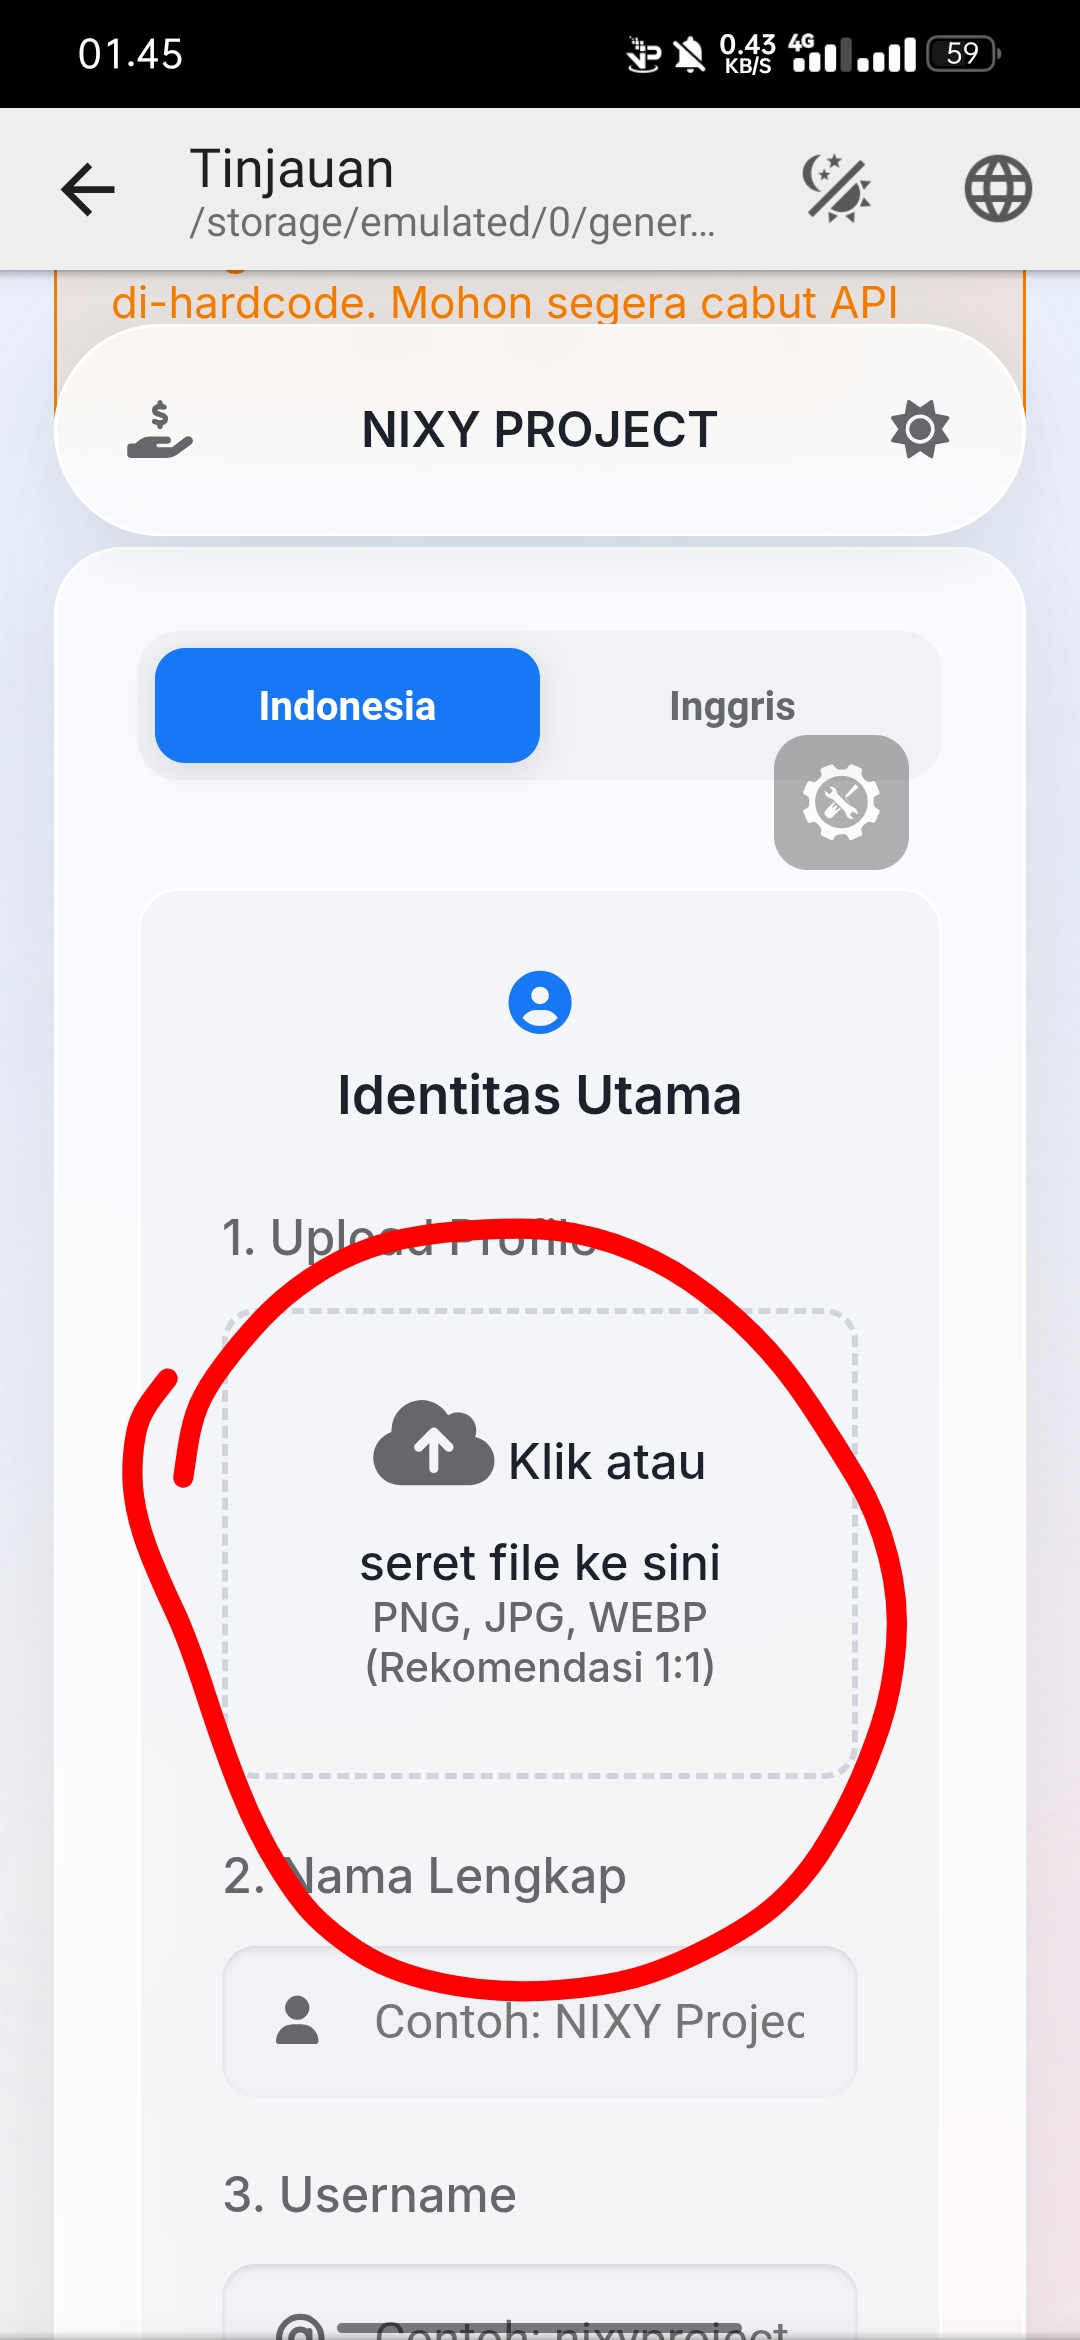 01.45
0.43
KB/S
4G
59
Tinjauan
/storage/emulated/0/gener...
di-hardcode. Mohon segera cabut API
NIXY PROJECT
Indonesia
Inggris
Identitas Utama
1. Upload Profile
Klik atau
seret file ke sini
PNG, JPG, WEBP
(Rekomendasi 1:1)
2. Nama Lengkap
Contoh: NIXY Projec
3. Username
@ Contoh: nixyproject